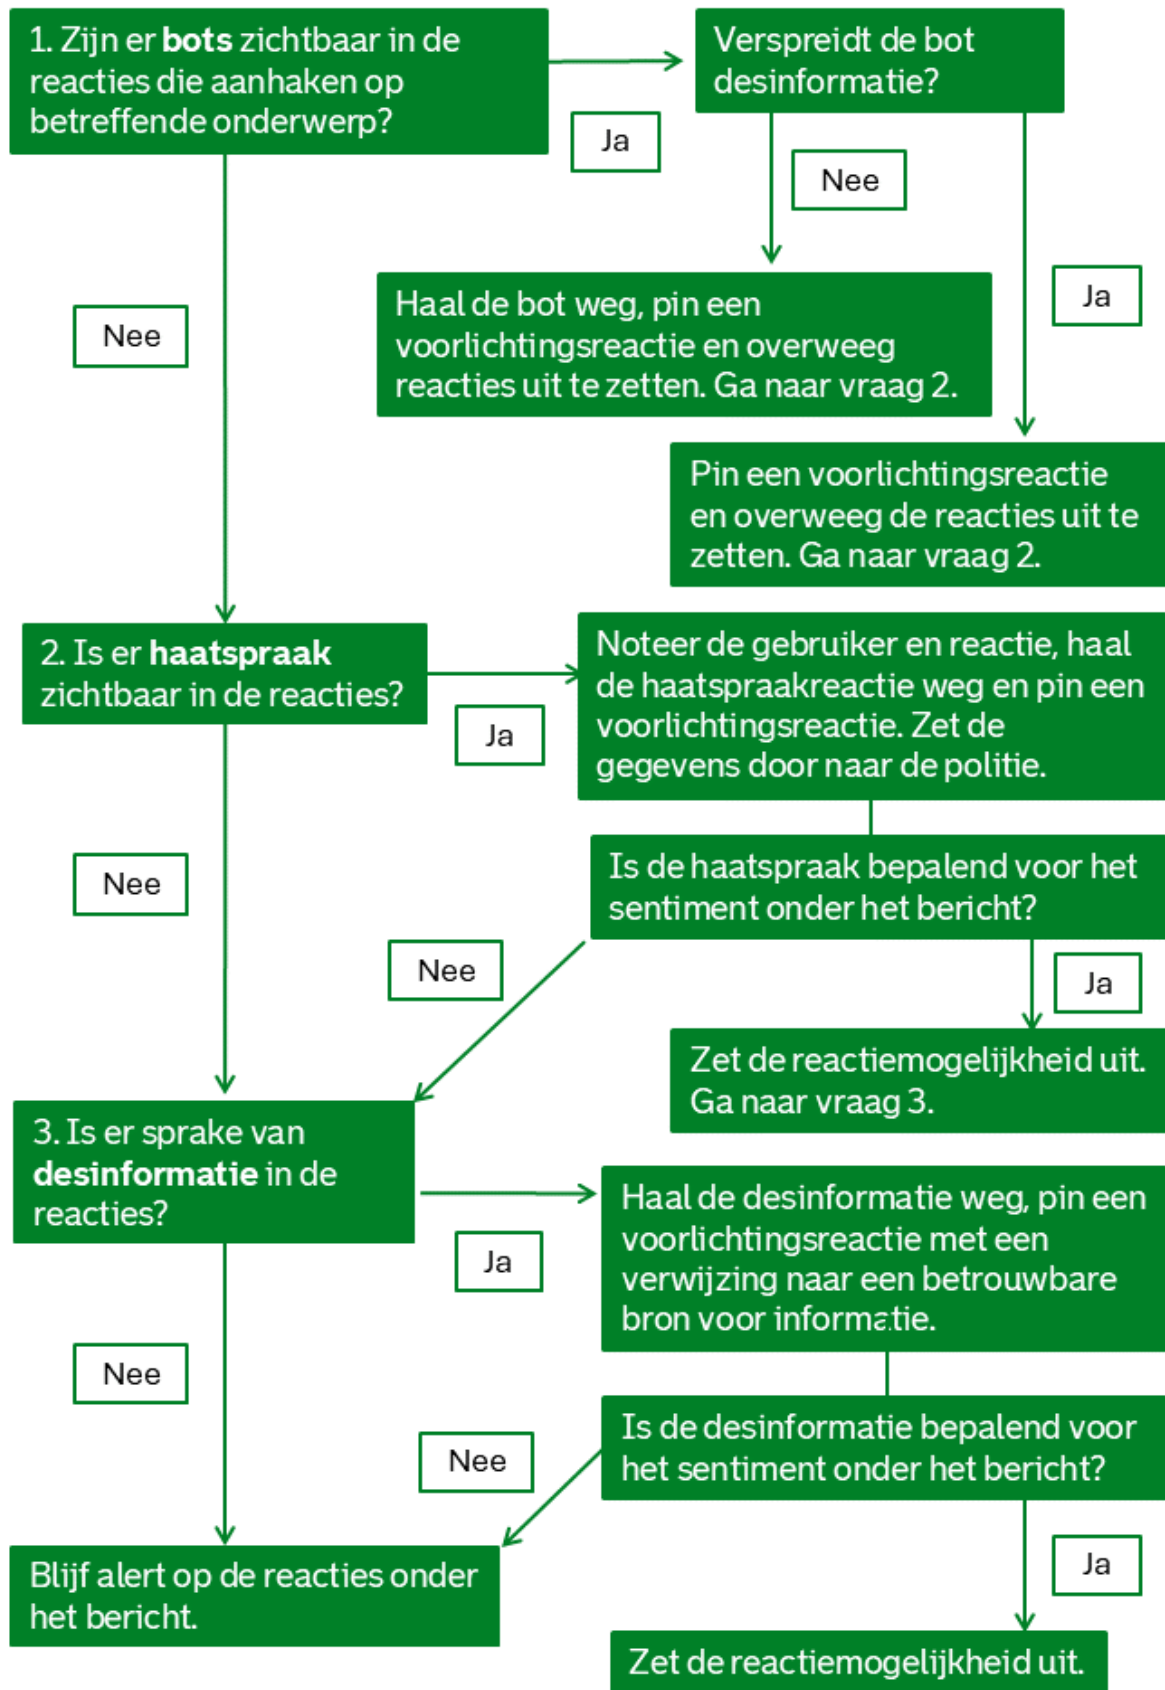 1. Zijn er bots zichtbaar in de
reacties die aanhaken op
betreffende onderwerp?
Ja
Verspreidt de bot
desinformatie?
Nee
Ja
Haal de bot weg, pin een
voorlichtingsreactie en overweeg
reacties uit te zetten. Ga naar vraag 2.
Pin een voorlichtingsreactie
en overweeg de reacties uit te
zetten. Ga naar vraag 2.
Nee
2. Is er haatspraak
zichtbaar in de reacties?
Ja
Noteer de gebruiker en reactie, haal
de haatspraakreactie weg en pin een
voorlichtingsreactie. Zet de
gegevens door naar de politie.
Is de haatspraak bepalend voor het
sentiment onder het bericht?
Nee
Ja
Zet de reactiemogelijkheid uit.
Ga naar vraag 3.
Nee
3. Is er sprake van
desinformatie in de
reacties?
Ja
Haal de desinformatie weg, pin een
voorlichtingsreactie met een
verwijzing naar een betrouwbare
bron voor informatie.
Is de desinformatie bepalend voor
het sentiment onder het bericht?
Nee
Ja
Nee
Blijf alert op de reacties onder
het bericht.
Zet de reactiemogelijkheid uit.